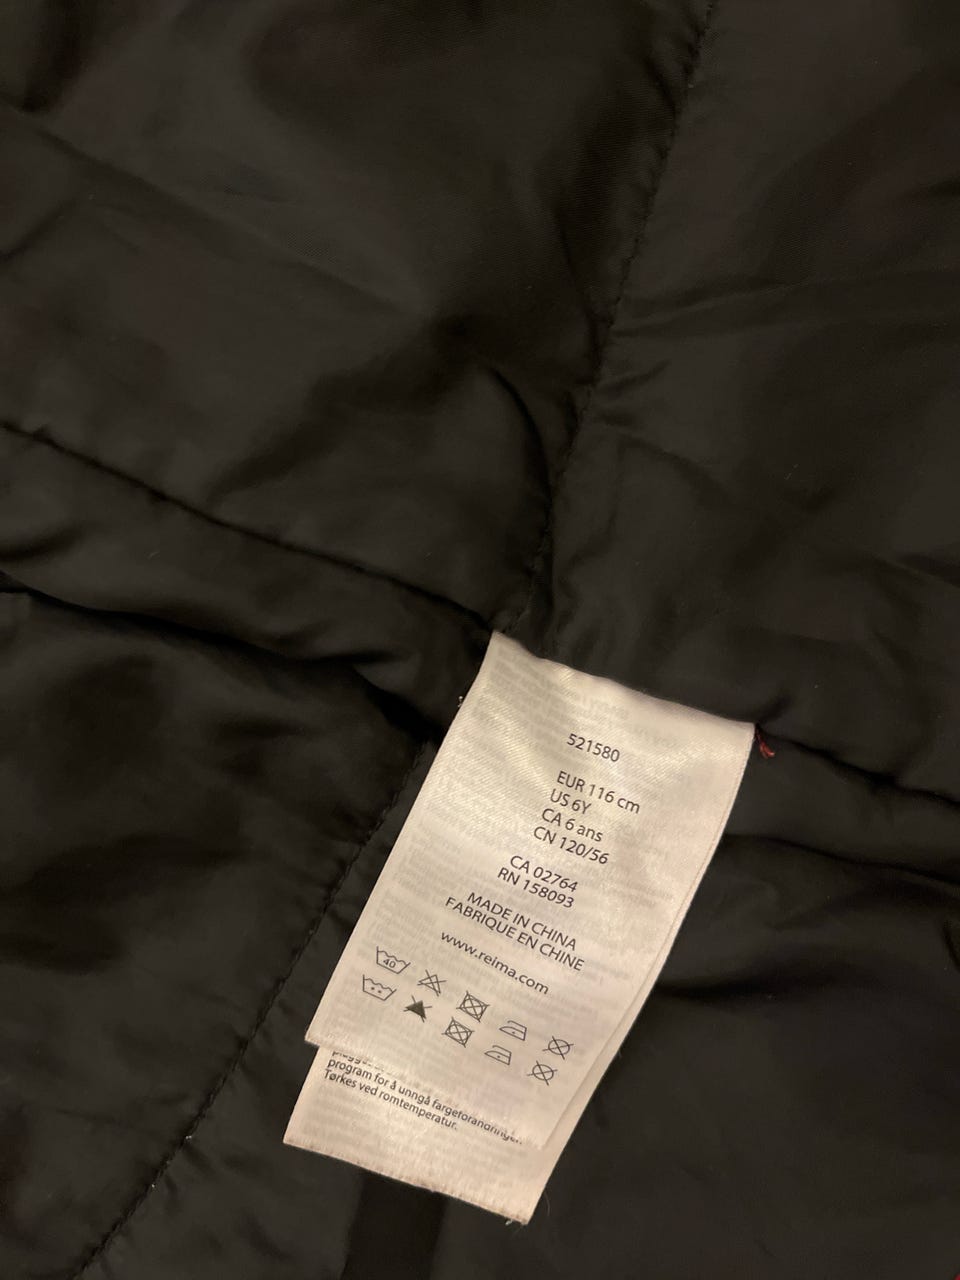 521580
EUR 116 cm
US 6Y
CA 6 ans
CN 120/56
CA 02764
RN 158093
MADE IN CHINA
FABRIQUE EN CHINE
www.reima.com
40
program for å unngå fargeforandringer.
Tørkes ved romtemperatur.